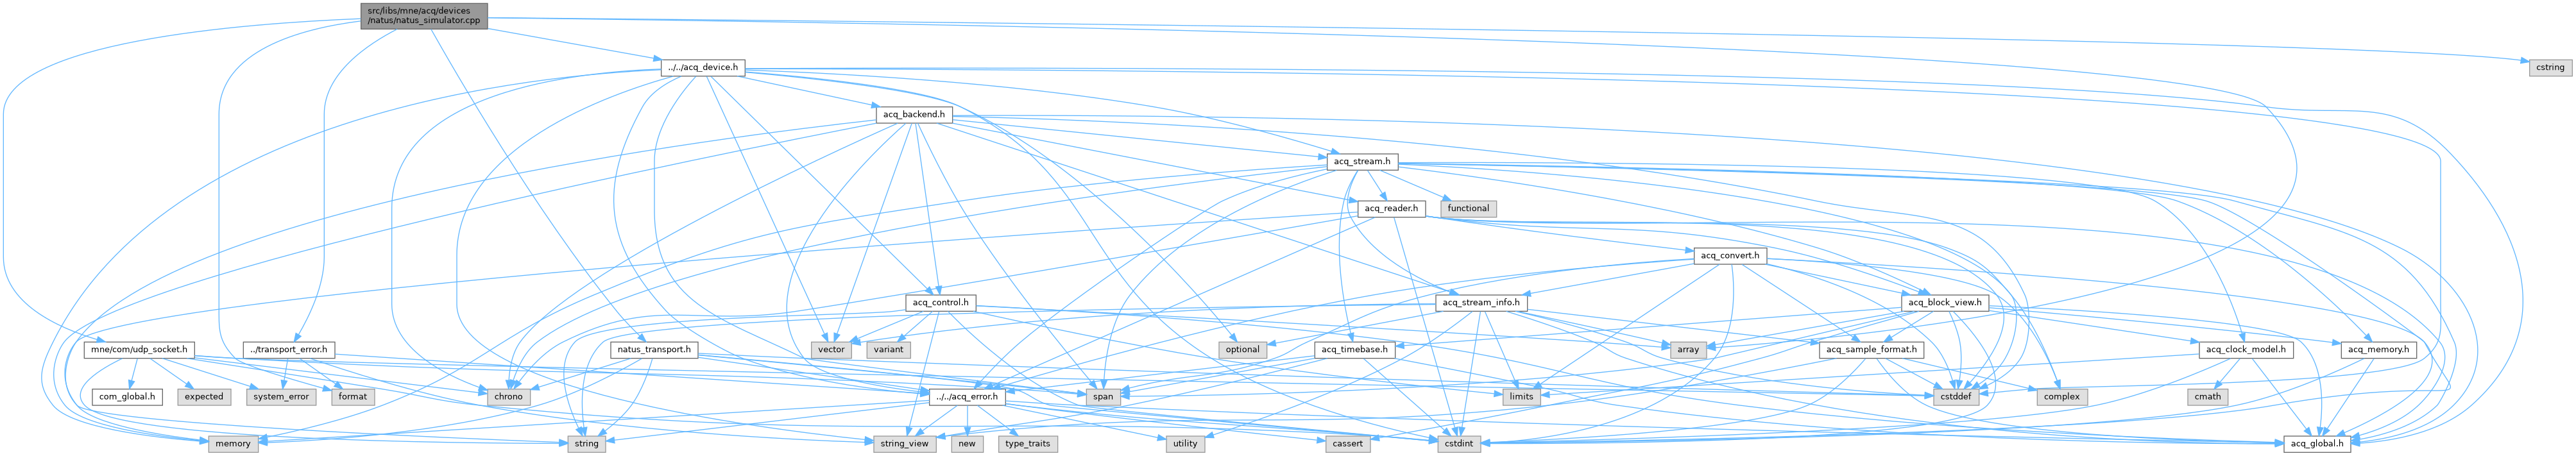 src/libs/mne/acq/devices
/natus/natus_simulator.cpp
../../acq_device.h
cstring
acq_backend.h
acq_stream.h
acq_reader.h
functional
acq_convert.h
acq_control.h
acq_stream_info.h
acq_block_view.h
mne/com/udp_socket.h
../transport_error.h
natus_transport.h
vector
variant
optional
acq_timebase.h
array
acq_sample_format.h
acq_clock_model.h
acq_memory.h
com_global.h
expected
system_error
format
chrono
../../acq_error.h
span
limits
cstddef
complex
cmath
memory
string
string_view
new
type_traits
utility
cassert
cstdint
acq_global.h